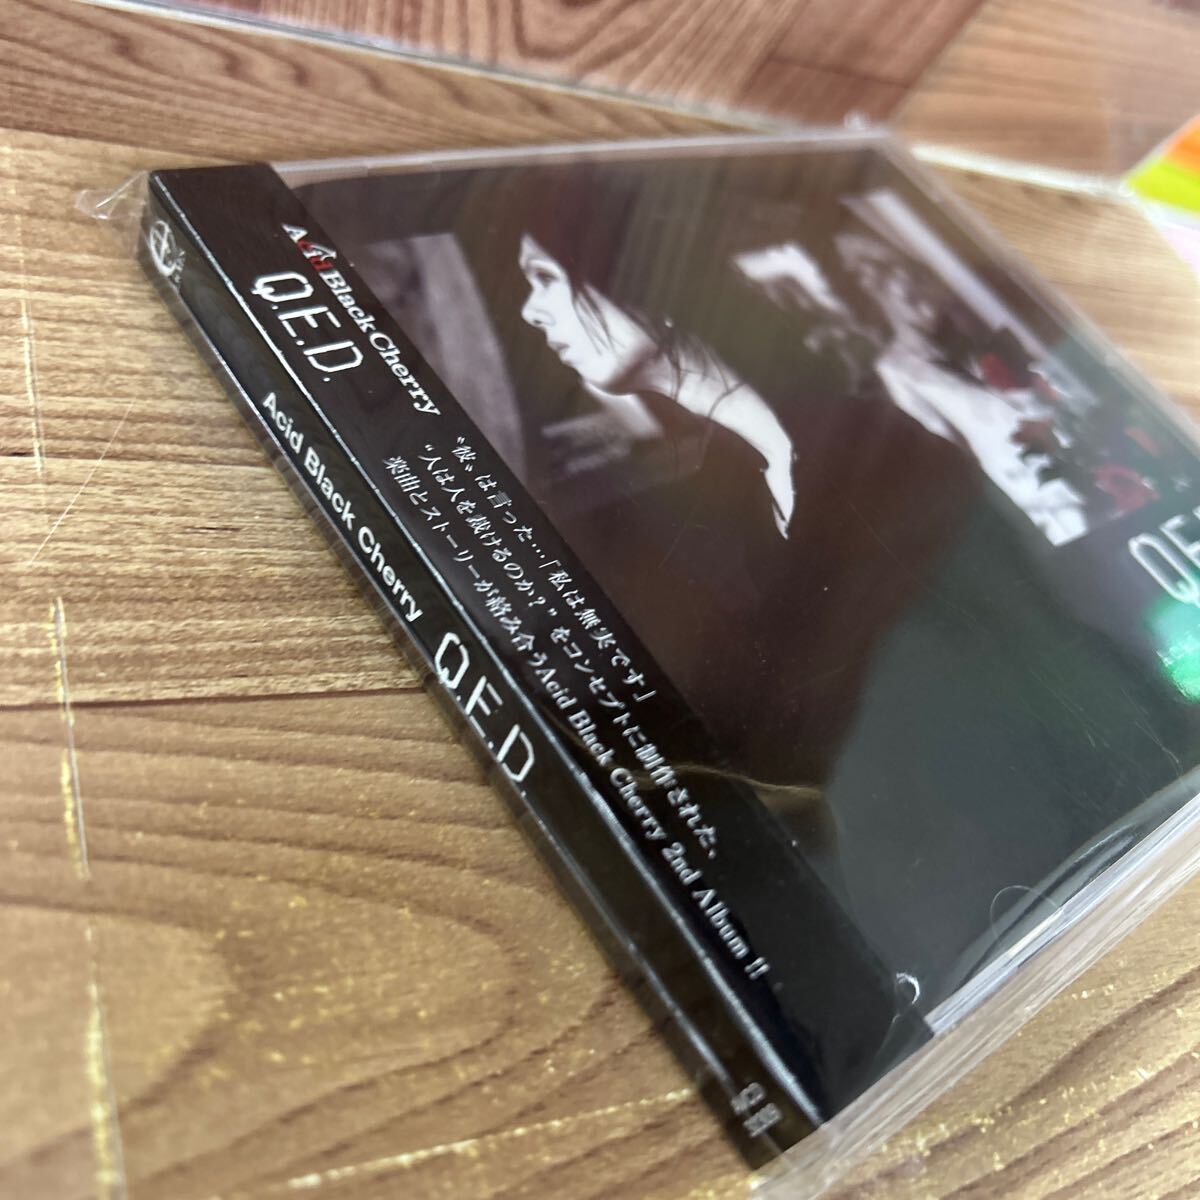 Acid Black Cherry
Q.E.D.
〝彼〟は言った…「私は無実です」
“人は人を裁けるのか？”をコンセプトに制作された、
楽曲とストーリーが絡み合うAcid Black Cherry 2nd Album !!
Acid Black Cherry Q.E.D.
Q.E